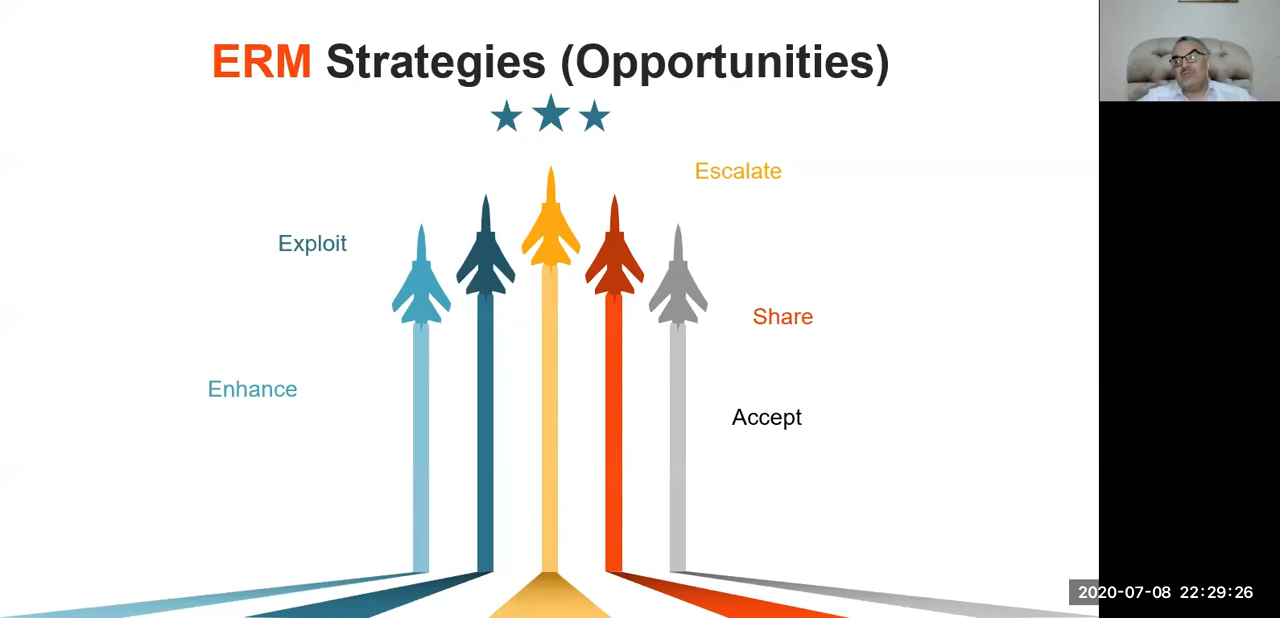 ERM Strategies (Opportunities)
Escalate
Exploit
Share
Enhance
Accept
2020-07-08 22:29:26